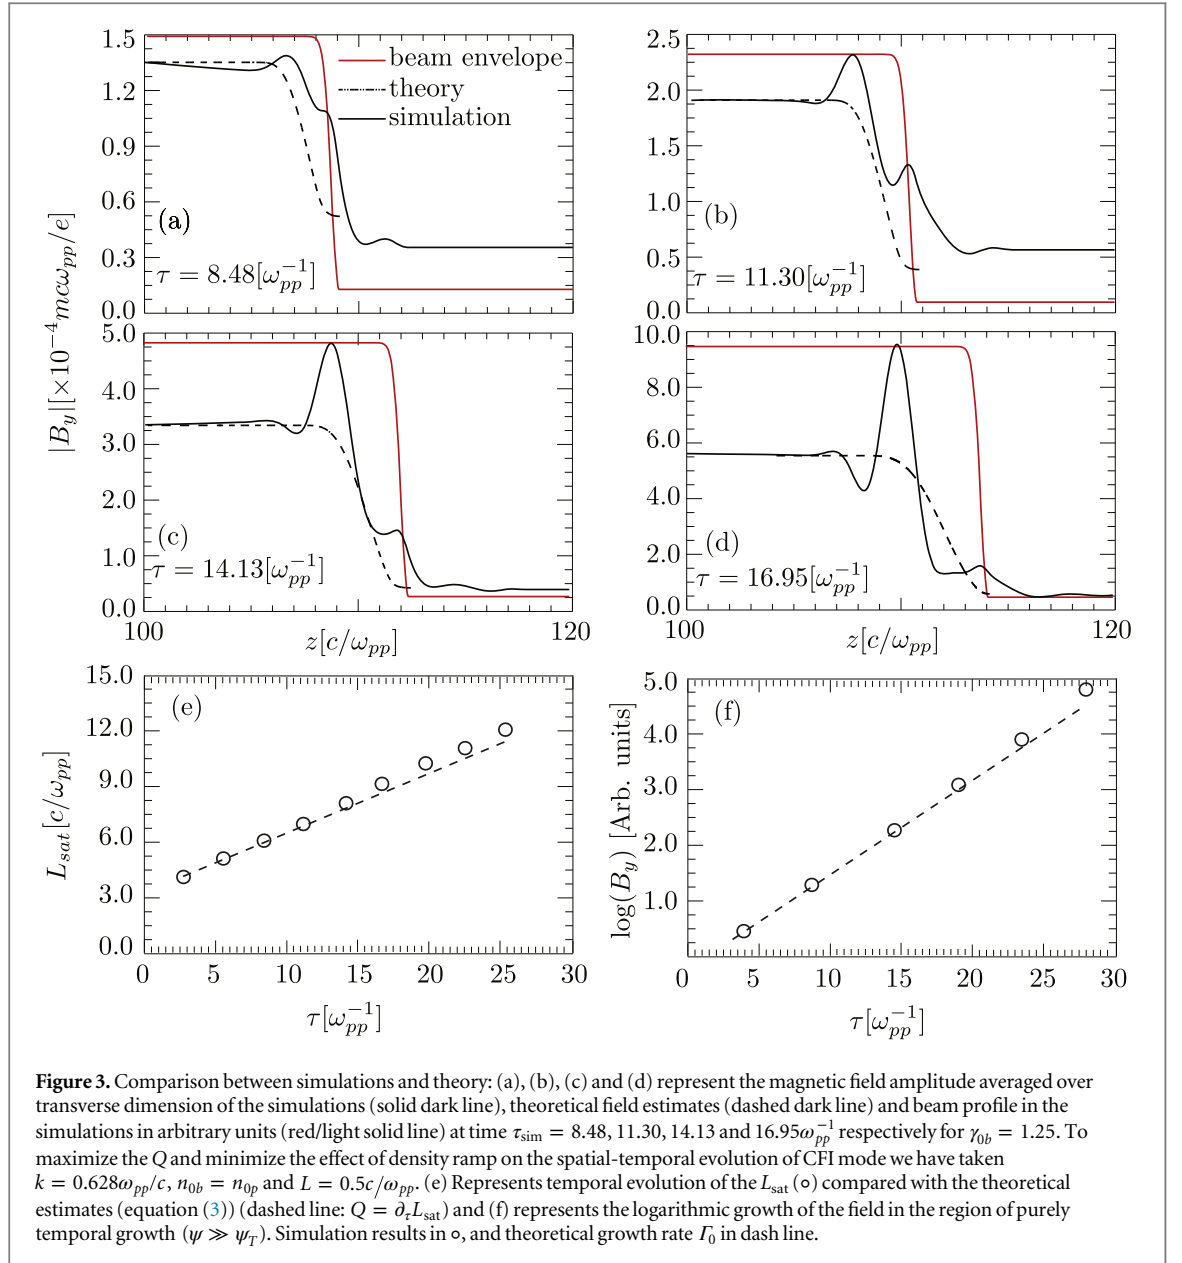 1.5
1.2
0.9
0.6
0.3
0.0
beam envelope
theory
simulation
(a)
τ = 8.48[ω_pp^−1]
2.5
2.0
1.5
1.0
0.5
0.0
(b)
τ = 11.30[ω_pp^−1]
|B_y|[×10^−4 mcω_pp/e]
5.0
4.0
3.0
1.0
0.0
(c)
τ = 14.13[ω_pp^−1]
100
120
z[c/ω_pp]
10.0
8.0
6.0
4.0
2.0
0.0
(d)
τ = 16.95[ω_pp^−1]
100
120
z[c/ω_pp]
15.0
12.0
9.0
6.0
3.0
0.0
L_sat[c/ω_pp]
(e)
0 5 10 15 20 25 30
τ[ω_pp^−1]
5.0
4.0
3.0
2.0
1.0
log(B_y) [Arb. units]
(f)
0 5 10 15 25 30
τ[ω_pp^−1]
Figure 3. Comparison between simulations and theory: (a), (b), (c) and (d) represent the magnetic field amplitude averaged over
transverse dimension of the simulations (solid dark line), theoretical field estimates (dashed dark line) and beam profile in the
simulations in arbitrary units (red/light solid line) at time τ_sim = 8.48, 11.30, 14.13 and 16.95ω_pp^−1 respectively for γ_0b = 1.25. To
maximize the Q and minimize the effect of density ramp on the spatial-temporal evolution of CFI mode we have taken
k = 0.628ω_pp/c, n_0b = n_0p and L = 0.5c/ω_pp. (e) Represents temporal evolution of the L_sat (∘) compared with the theoretical
estimates (equation (3)) (dashed line: Q = ∂_τL_sat) and (f) represents the logarithmic growth of the field in the region of purely
temporal growth (ψ ≫ ψ_T). Simulation results in ∘, and theoretical growth rate Γ_0 in dash line.